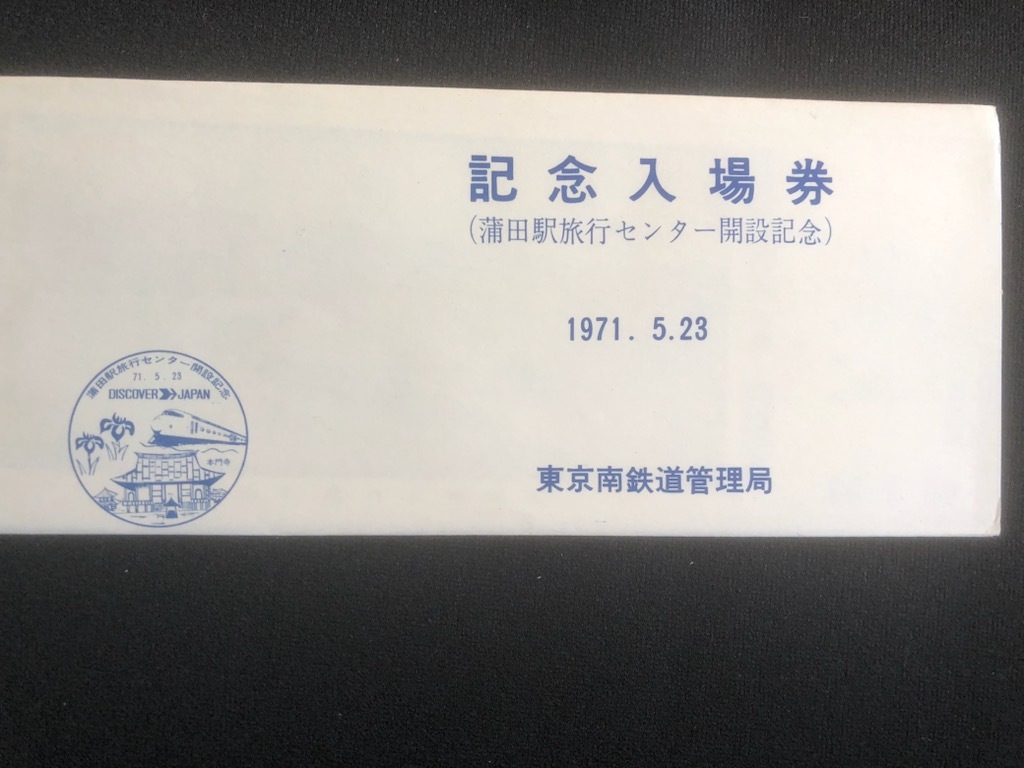 記念入場券
(蒲田駅旅行センター開設記念)
1971. 5.23
蒲田駅旅行センター開設記念
71. 5. 23
DISCOVER JAPAN
本門寺
東京南鉄道管理局